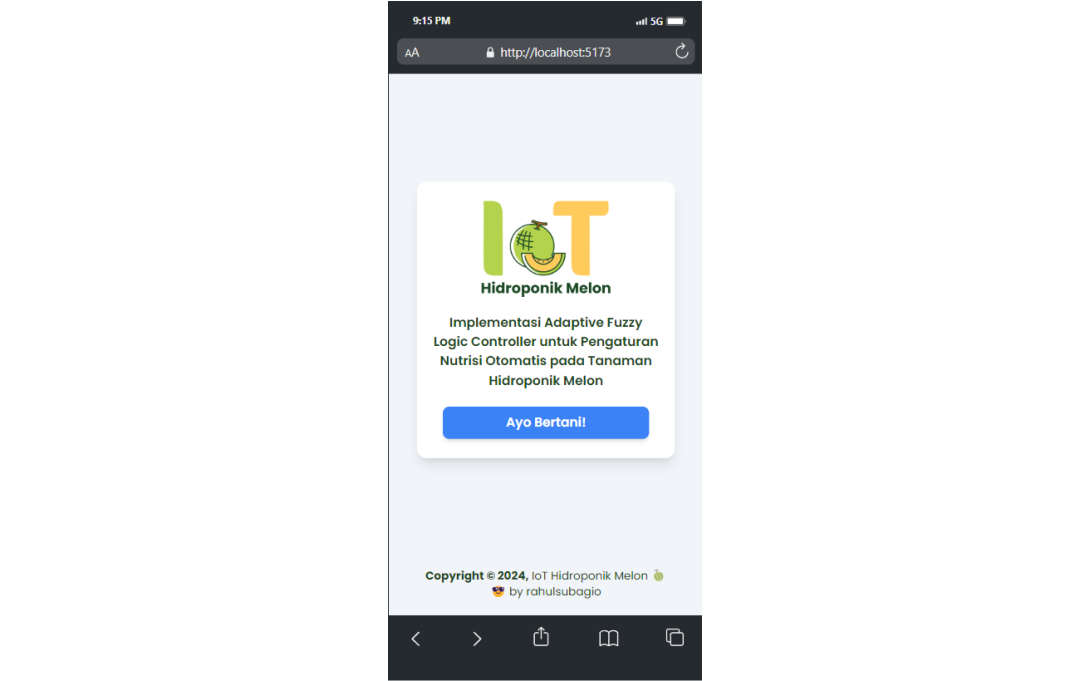 9:15 PM 5G
AA http://localhost:5173
IoT
Hidroponik Melon
Implementasi Adaptive Fuzzy
Logic Controller untuk Pengaturan
Nutrisi Otomatis pada Tanaman
Hidroponik Melon
Ayo Bertani!
Copyright © 2024, IoT Hidroponik Melon 🍈
😎 by rahulsubagio